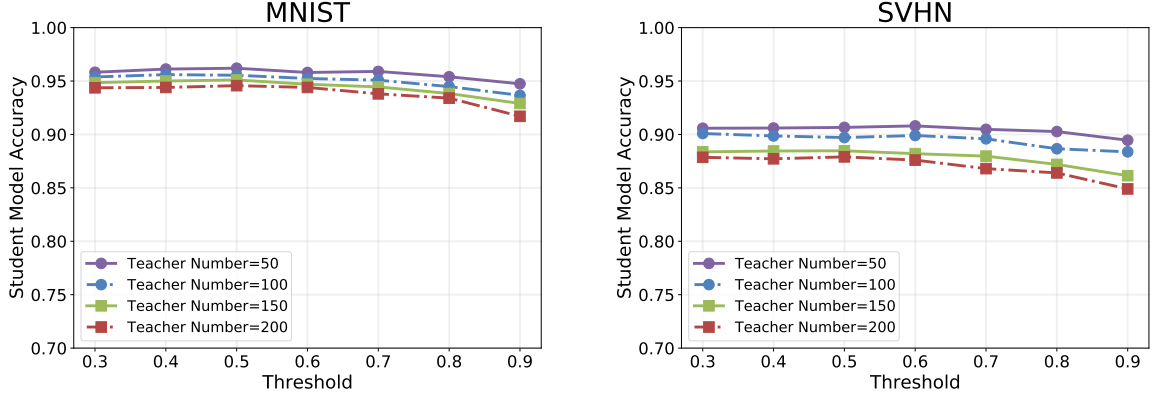 MNIST
1.00
0.95
0.90
0.85
0.80
0.75
0.70
Student Model Accuracy
Teacher Number=50
Teacher Number=100
Teacher Number=150
Teacher Number=200
0.3 0.4 0.5 0.6 0.7 0.8 0.9
Threshold
SVHN
1.00
0.95
0.90
0.85
0.80
0.75
0.70
Student Model Accuracy
Teacher Number=50
Teacher Number=100
Teacher Number=150
Teacher Number=200
0.3 0.4 0.5 0.6 0.7 0.8 0.9
Threshold